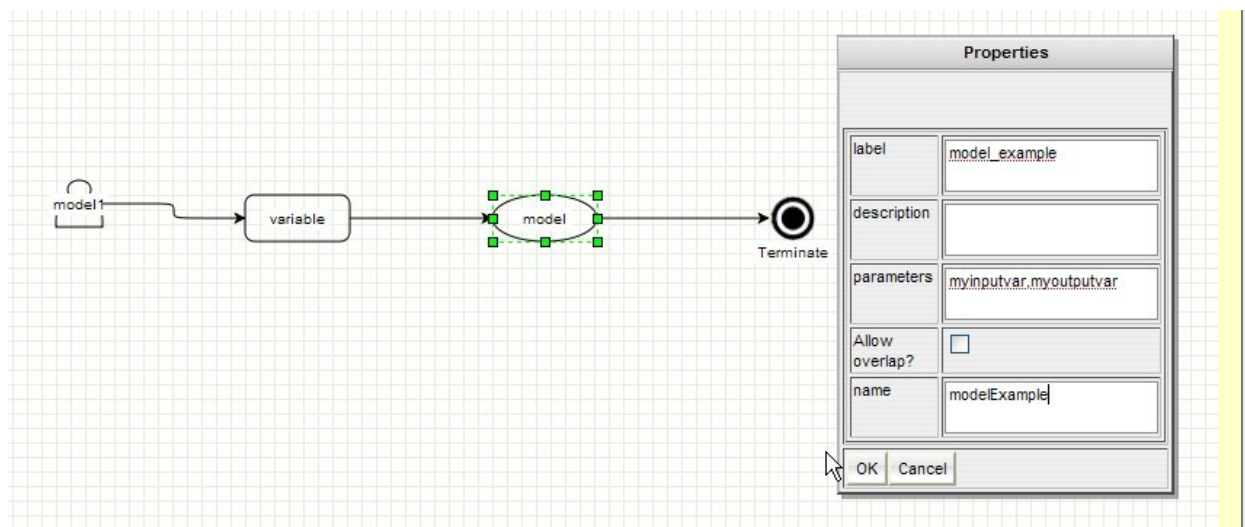 model1
variable
model
Terminate
Properties
label
model_example
description
parameters
myinputvar,myoutputvar
Allow
overlap?
name
modelExample
OK
Cancel